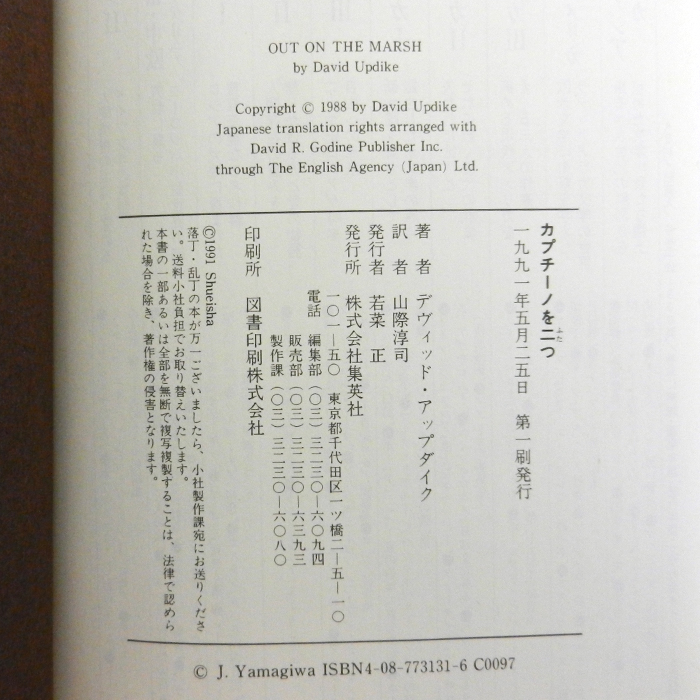 OUT ON THE MARSH
by David Updike
Copyright © 1988 by David Updike
Japanese translation rights arranged with
David R. Godine Publisher Inc.
through The English Agency (Japan) Ltd.
カプチーノを二つ
ふた
一九九一年五月二五日 第一刷発行
著者 デヴィッド・アップダイク
訳者 山際淳司
発行者 若菜 正
発行所 株式会社集英社
一〇一―五〇 東京都千代田区一ツ橋二―五―一〇
電話 編集部(〇三)三二三〇―六〇九四
販売部(〇三)三二三〇―六三九三
製作課(〇三)三二三〇―六〇八〇
印刷所 図書印刷株式会社
©1991 Shueisha
落丁・乱丁の本が万一ございましたら、小社製作課宛にお送りくださ
い。送料小社負担でお取り替えいたします。
本書の一部あるいは全部を無断で複写複製することは、法律で認めら
れた場合を除き、著作権の侵害となります。
© J. Yamagiwa ISBN4-08-773131-6 C0097